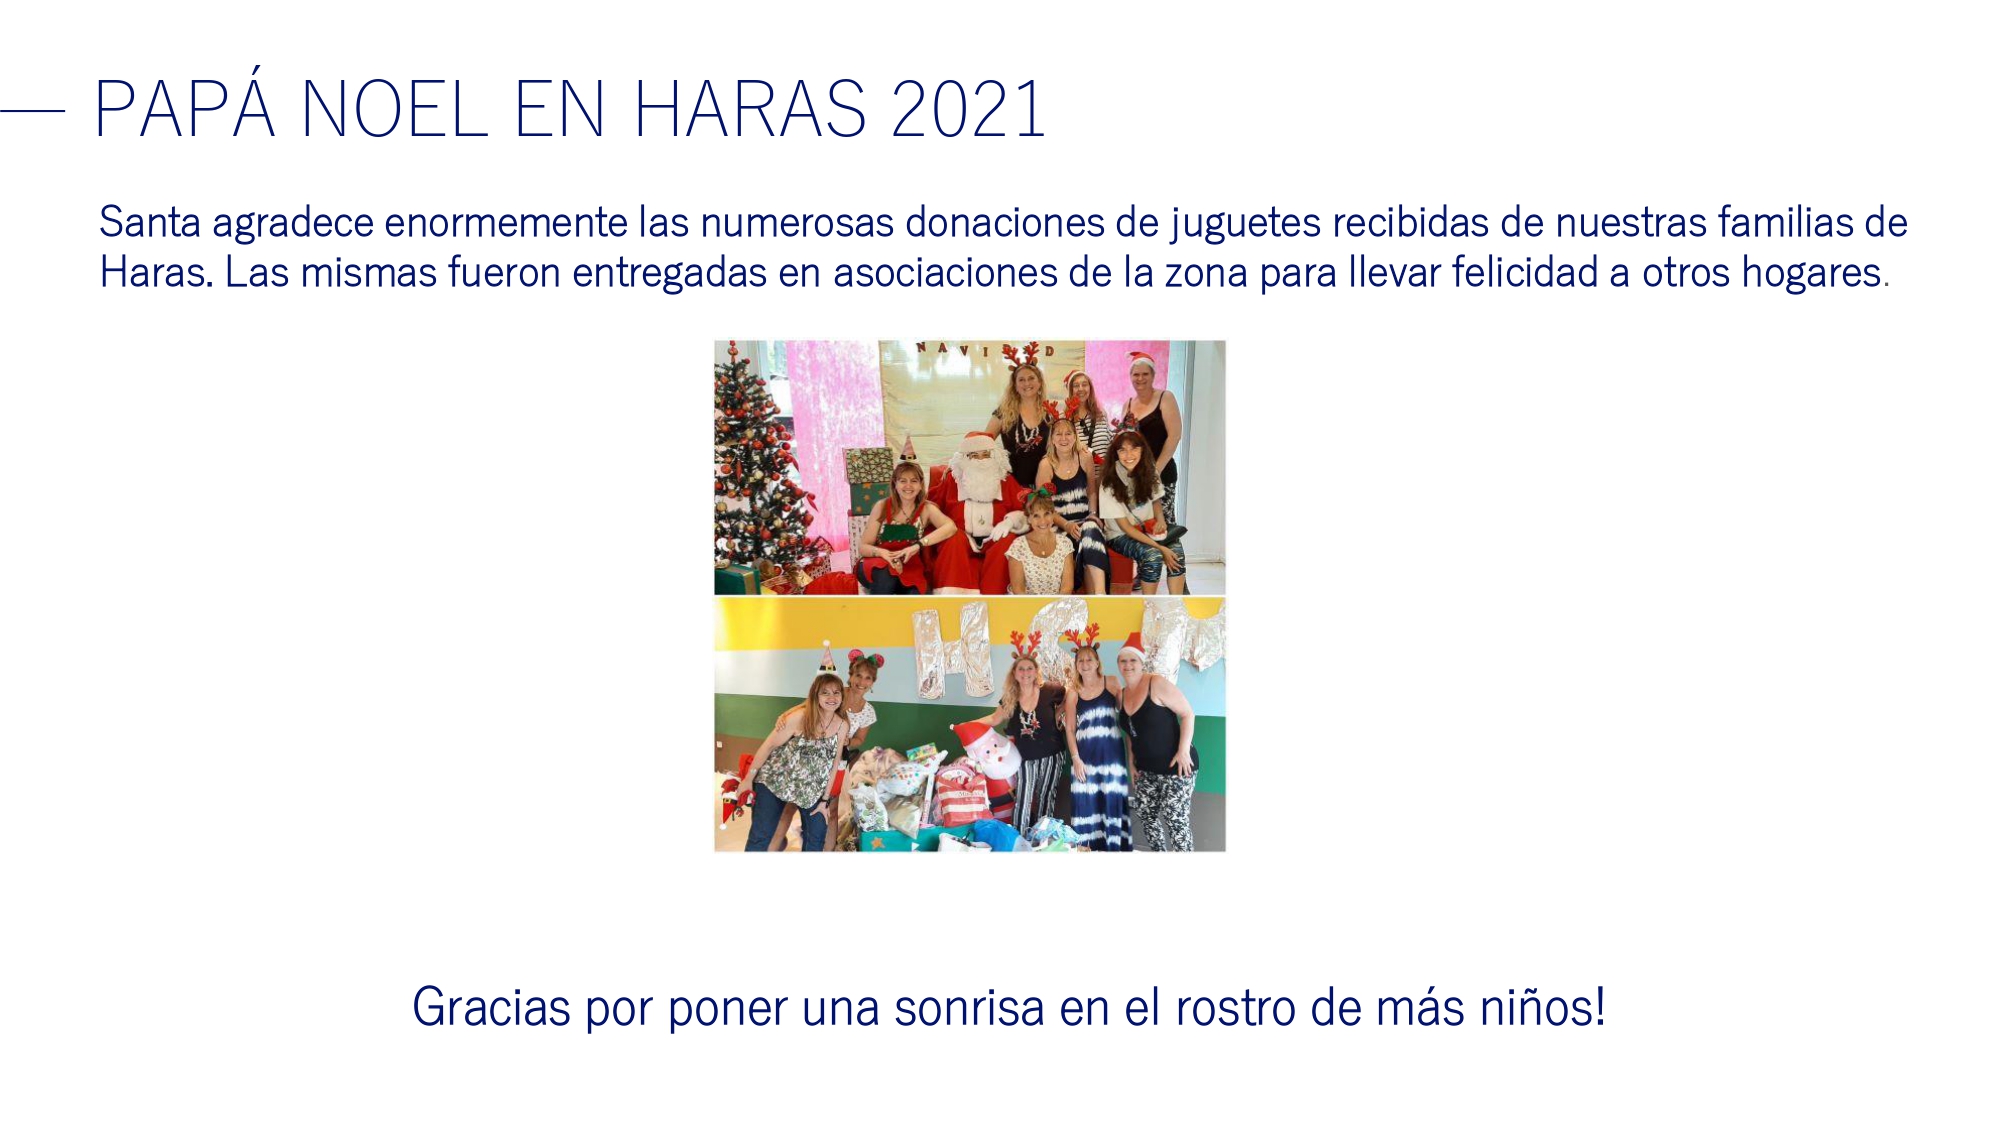 PAPÁ NOEL EN HARAS 2021
Santa agradece enormemente las numerosas donaciones de juguetes recibidas de nuestras familias de
Haras. Las mismas fueron entregadas en asociaciones de la zona para llevar felicidad a otros hogares.
NAVIDAD
Gracias por poner una sonrisa en el rostro de más niños!